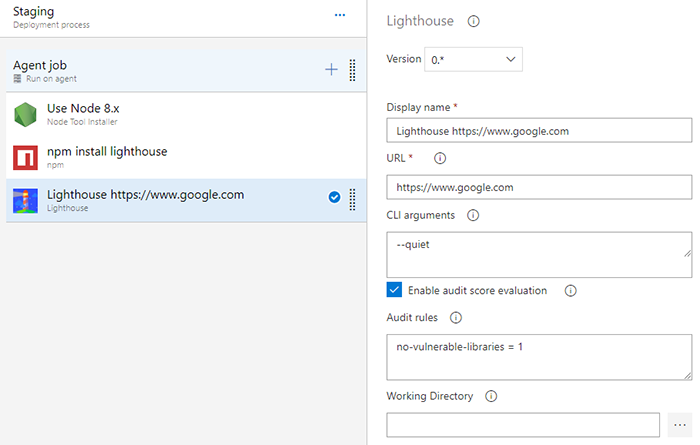 Staging
Deployment process
Agent job
Run on agent
Use Node 8.x
Node Tool Installer
npm install lighthouse
npm
Lighthouse https://www.google.com
Lighthouse
Lighthouse
Version 0.*
Display name *
Lighthouse https://www.google.com
URL *
https://www.google.com
CLI arguments
--quiet
Enable audit score evaluation
Audit rules
no-vulnerable-libraries = 1
Working Directory